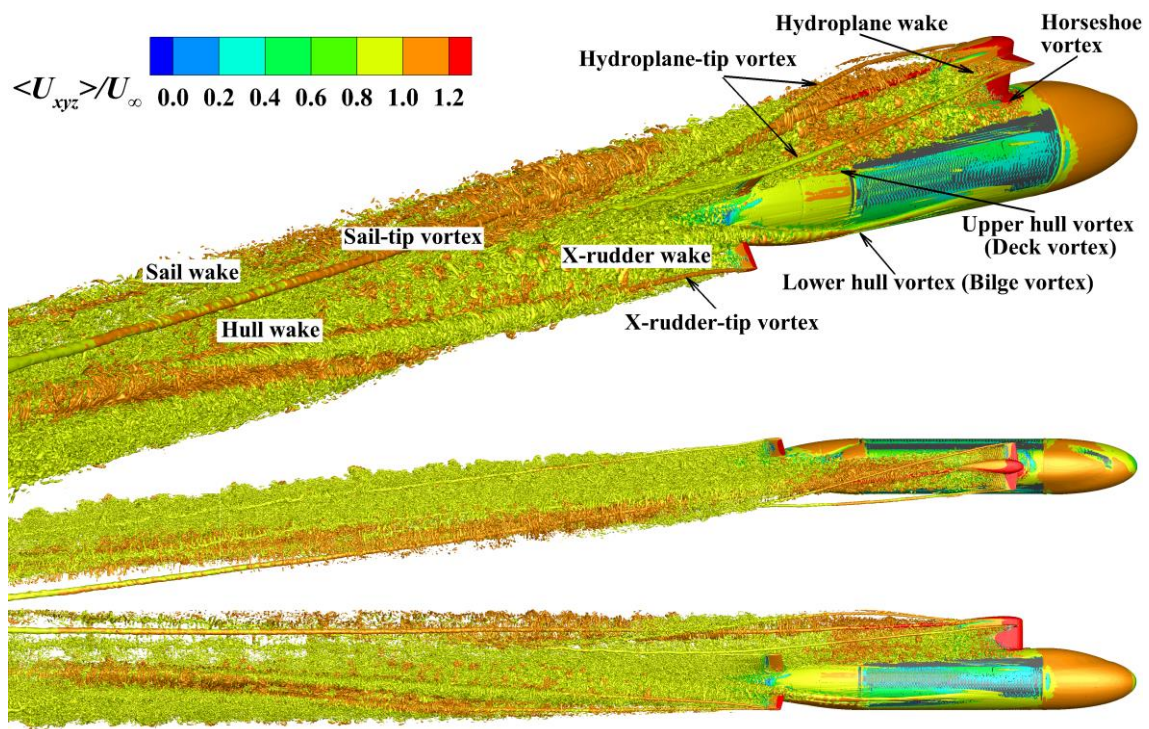 Hydroplane wake
Horseshoe
vortex
Hydroplane-tip vortex
<U_{xyz}>/U_∞
0.0 0.2 0.4 0.6 0.8 1.0 1.2
Upper hull vortex
(Deck vortex)
Sail-tip vortex
X-rudder wake
Sail wake
Lower hull vortex (Bilge vortex)
Hull wake
X-rudder-tip vortex